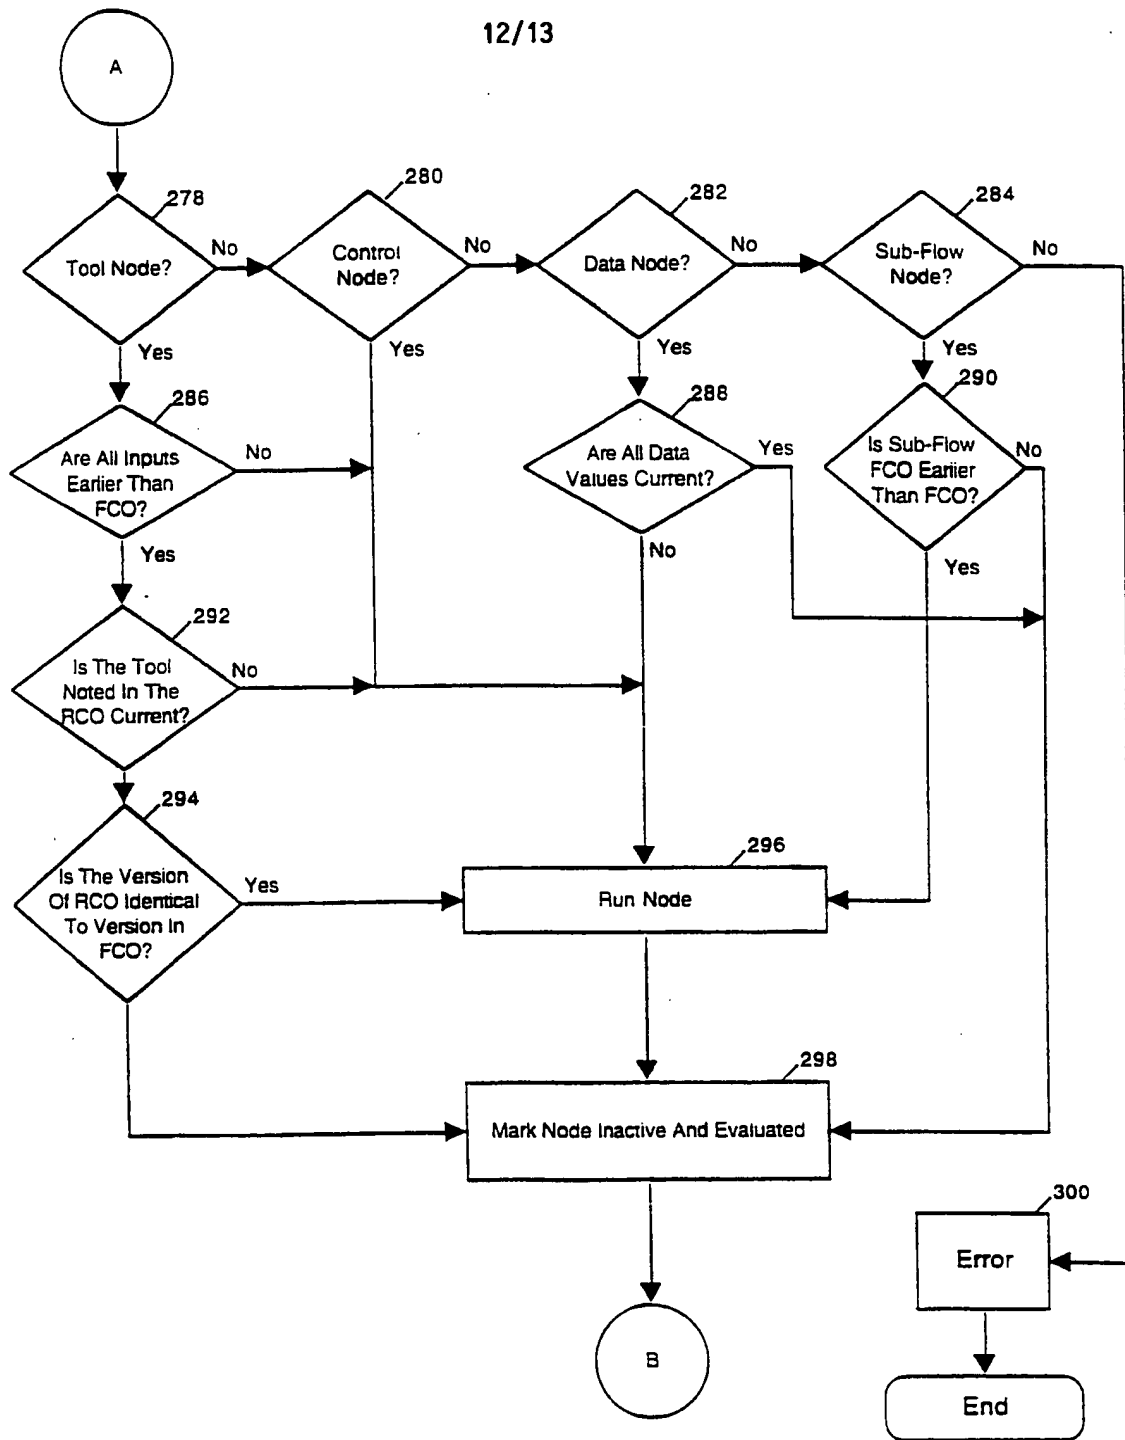 12/13
A
278
280
282
284
Tool Node?
No
Control
Node?
No
Data Node?
No
Sub-Flow
Node?
No
Yes
Yes
Yes
Yes
286
288
290
Are All Inputs
Earlier Than
FCO?
No
Are All Data
Values Current?
Yes
Is Sub-Flow
FCO Earlier
Than FCO?
No
Yes
No
Yes
292
Is The Tool
Noted In The
RCO Current?
No
294
Is The Version
Of RCO Identical
To Version In
FCO?
Yes
296
Run Node
298
Mark Node Inactive And Evaluated
300
Error
B
End